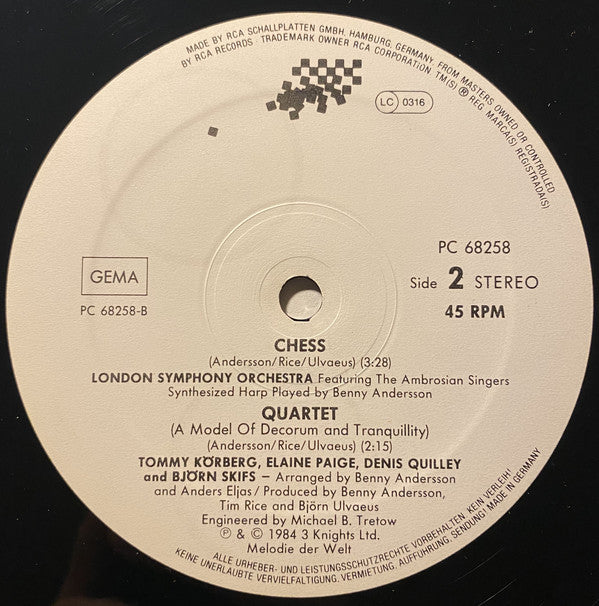 MADE BY RCA SCHALLPLATTEN GMBH, HAMBURG, GERMANY, FROM MASTERS OWNED OR CONTROLLED
BY RCA RECORDS · TRADEMARK OWNER RCA CORPORATION TM(S) ® REG. MARCA(S) REGISTRADA(S)
LC 0316
GEMA
PC 68258-B
PC 68258
Side 2 STEREO
45 RPM
CHESS
(Andersson/Rice/Ulvaeus) (3:28)
LONDON SYMPHONY ORCHESTRA Featuring The Ambrosian Singers
Synthesized Harp Played by Benny Andersson
QUARTET
(A Model Of Decorum and Tranquillity)
(Andersson/Rice/Ulvaeus) (2:15)
TOMMY KÖRBERG, ELAINE PAIGE, DENIS QUILLEY
and BJÖRN SKIFS – Arranged by Benny Andersson
and Anders Eljas/Produced by Benny Andersson,
Tim Rice and Björn Ulvaeus
Engineered by Michael B. Tretow
℗ & © 1984 3 Knights Ltd.
Melodie der Welt
ALLE URHEBER- UND LEISTUNGSSCHUTZRECHTE VORBEHALTEN. KEIN VERLEIH!
KEINE UNERLAUBTE VERVIELFÄLTIGUNG, VERMIETUNG, AUFFÜHRUNG, SENDUNG! MADE IN GERMANY